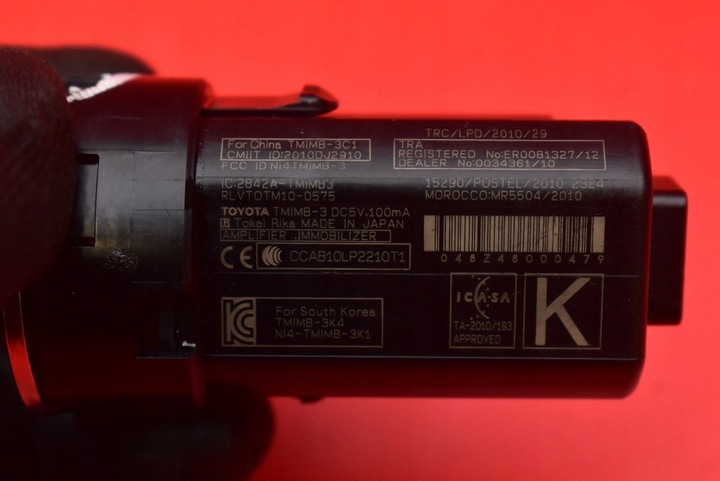 For China TMIMB-3C1
CMIIT ID:2010DJ2910
FCC ID:NI4TMIMB-3
IC:2842A-TMIMB3
RLVTOTM10-0575
TOYOTA TMIMB-3 DC5V,100mA
R Tokai Rika MADE IN JAPAN
AMPLIFIER ,IMMOBILIZER
CE CCAB10LP2210T1
KC For South Korea
TMIMB-3K4
NI4-TMIMB-3K1
TRC/LPD/2010/29
TRA
REGISTERED No:ER0081327/12
DEALER No:0034361/10
15290/POSTEL/2010 2324
MOROCCO:MR5504/2010
048Z48000479
ICASA
TA-2010/193
APPROVED
K